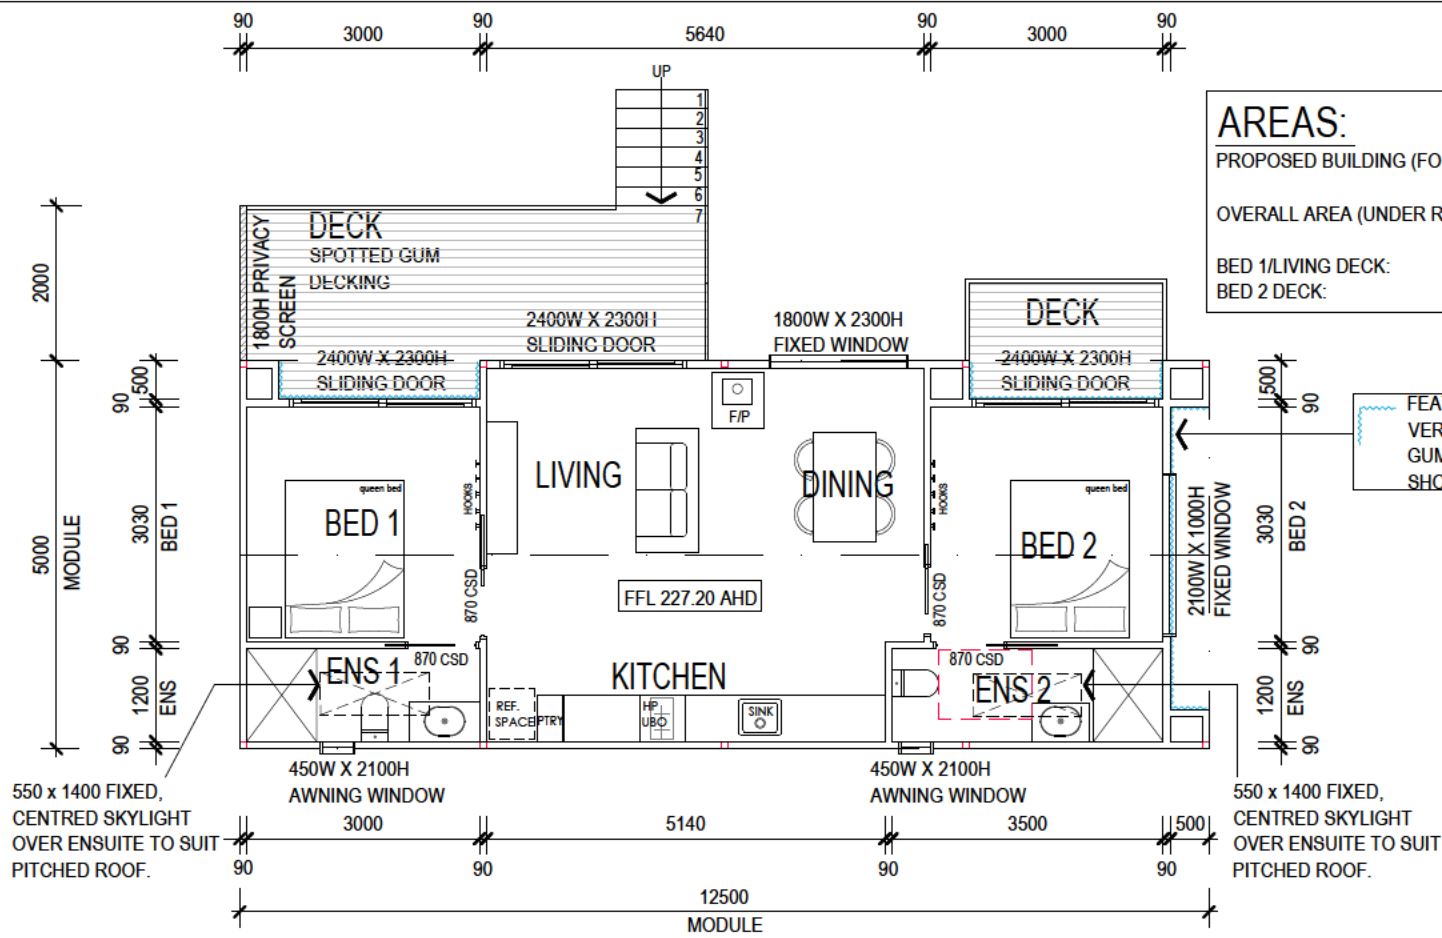 90 90 90 90
3000 5640 3000
UP
1
2
3
4
5
6
7
AREAS:
PROPOSED BUILDING (FO
OVERALL AREA (UNDER R
BED 1/LIVING DECK:
BED 2 DECK:
2000
1800H PRIVACY
SCREEN
DECK
SPOTTED GUM
DECKING
2400W X 2300H
SLIDING DOOR
2400W X 2300H
SLIDING DOOR
1800W X 2300H
FIXED WINDOW
DECK
2400W X 2300H
SLIDING DOOR
500
90
500
90
F/P
FEA
VER
GUM
SHO
5000
MODULE
3030
BED 1
queen bed
BED 1
HOOKS
870 CSD
LIVING
DINING
HOOKS
870 CSD
queen bed
BED 2
2100W X 1000H
FIXED WINDOW
3030
BED 2
FFL 227.20 AHD
90
1200
ENS
90
870 CSD
ENS 1
KITCHEN
REF.
SPACE
PTRY
HP
UBO
SINK
870 CSD
ENS 2
90
1200
ENS
90
450W X 2100H
AWNING WINDOW
450W X 2100H
AWNING WINDOW
550 x 1400 FIXED,
CENTRED SKYLIGHT
OVER ENSUITE TO SUIT
PITCHED ROOF.
550 x 1400 FIXED,
CENTRED SKYLIGHT
OVER ENSUITE TO SUIT
PITCHED ROOF.
3000 5140 3500 500
90 90 90 90
12500
MODULE